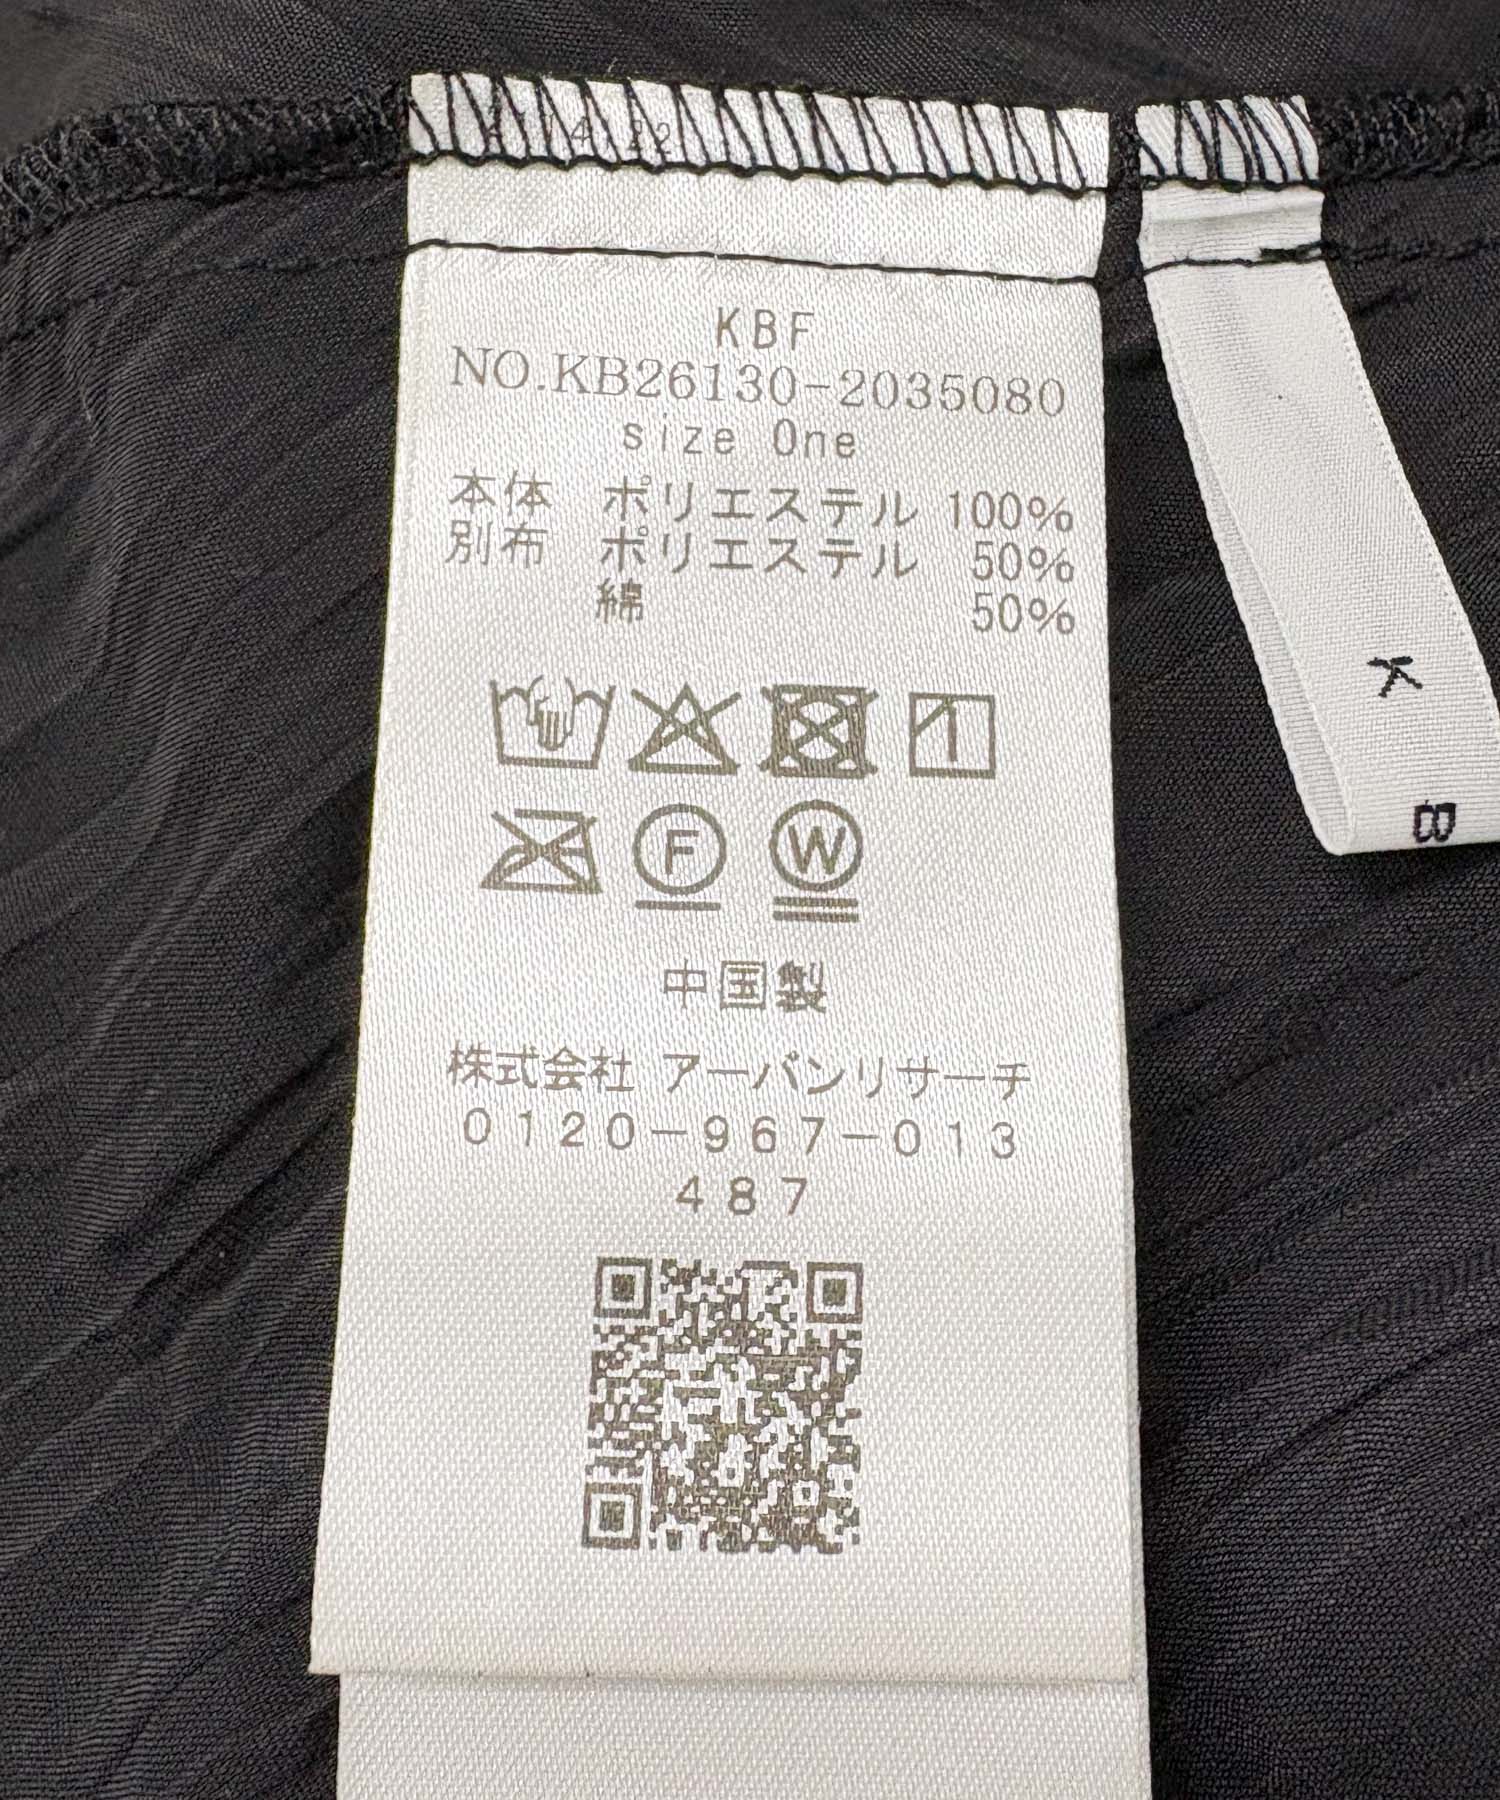 KBF
NO.KB26130-2035080
size One
本体 ポリエステル 100%
別布 ポリエステル 50%
綿 50%
F W
中国製
株式会社 アーバンリサーチ
0120-967-013
487
K
B